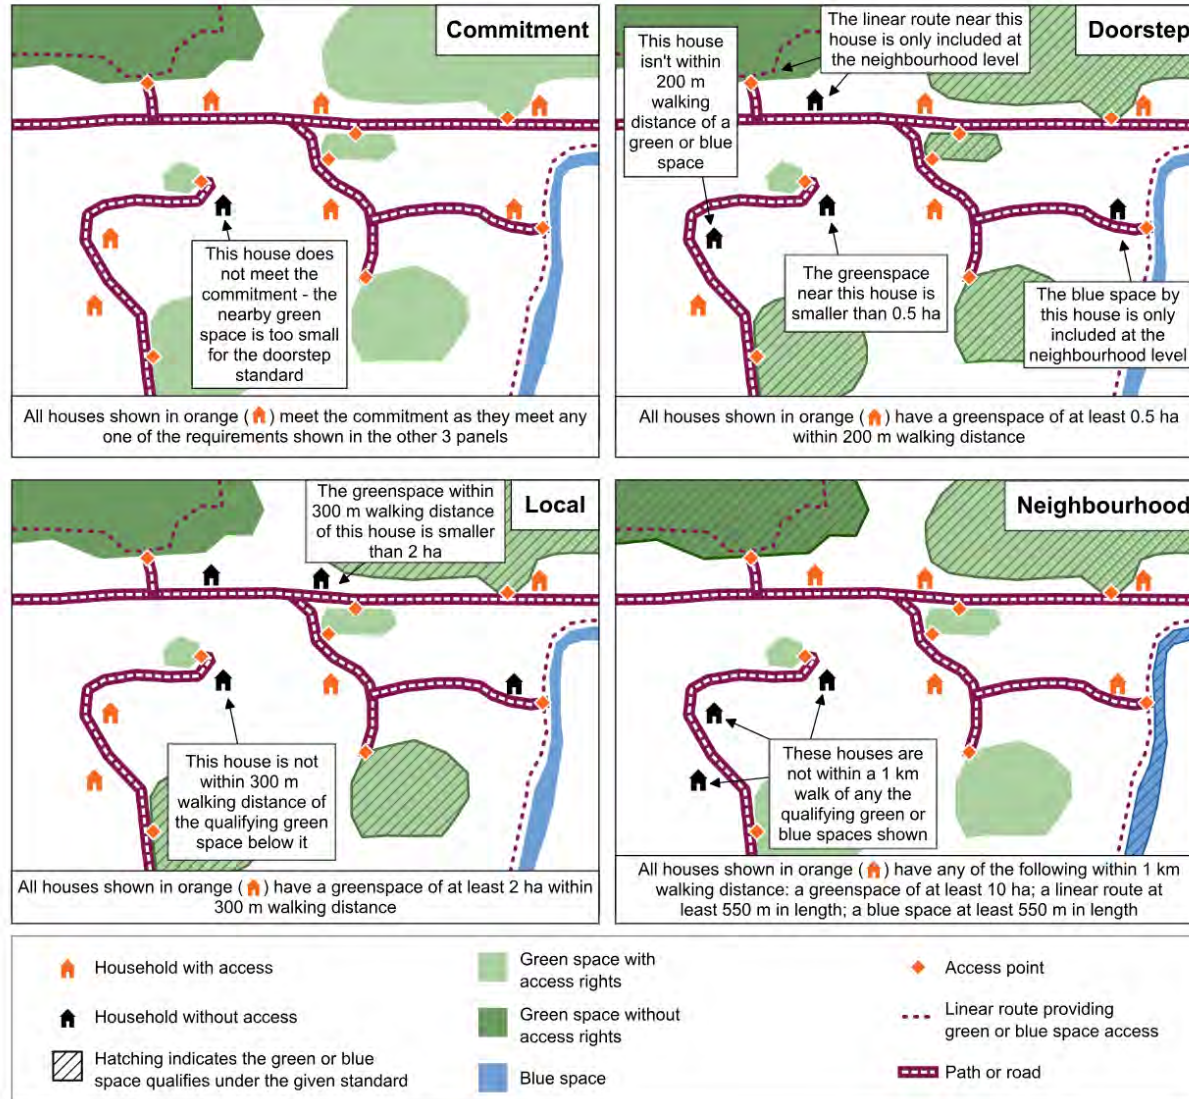 Commitment
This house does
not meet the
commitment - the
nearby green
space is too small
for the doorstep
standard
All houses shown in orange ( ) meet the commitment as they meet any
one of the requirements shown in the other 3 panels
Doorstep
This house
isn't within
200 m
walking
distance of a
green or blue
space
The linear route near this
house is only included at
the neighbourhood level
The greenspace
near this house is
smaller than 0.5 ha
The blue space by
this house is only
included at the
neighbourhood level
All houses shown in orange ( ) have a greenspace of at least 0.5 ha
within 200 m walking distance
Local
The greenspace within
300 m walking distance
of this house is smaller
than 2 ha
This house is not
within 300 m
walking distance of
the qualifying green
space below it
All houses shown in orange ( ) have a greenspace of at least 2 ha within
300 m walking distance
Neighbourhood
These houses are
not within a 1 km
walk of any the
qualifying green or
blue spaces shown
All houses shown in orange ( ) have any of the following within 1 km
walking distance: a greenspace of at least 10 ha; a linear route at
least 550 m in length; a blue space at least 550 m in length
Household with access
Household without access
Hatching indicates the green or blue
space qualifies under the given standard
Green space with
access rights
Green space without
access rights
Blue space
Access point
Linear route providing
green or blue space access
Path or road